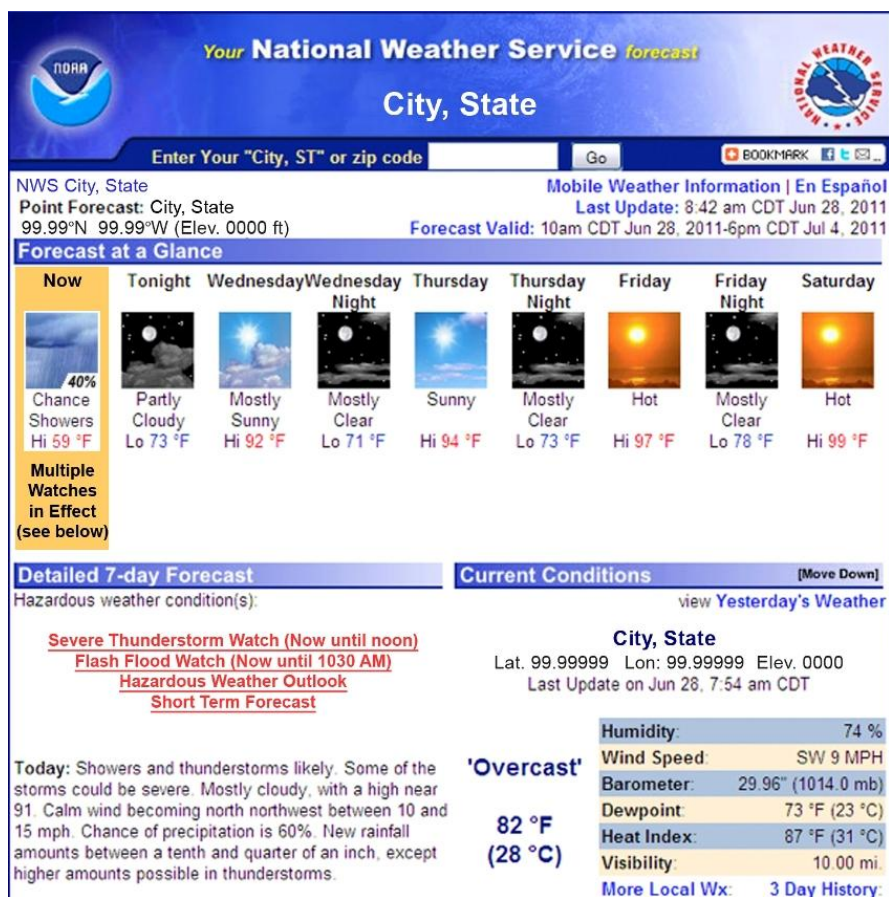 NOAA
Your National Weather Service forecast
NATIONAL WEATHER SERVICE
City, State
Enter Your "City, ST" or zip code Go BOOKMARK
NWS City, State
Mobile Weather Information | En Español
Point Forecast: City, State
Last Update: 8:42 am CDT Jun 28, 2011
99.99°N 99.99°W (Elev. 0000 ft)
Forecast Valid: 10am CDT Jun 28, 2011-6pm CDT Jul 4, 2011
Forecast at a Glance
Now
40%
Chance
Showers
Hi 59 °F
Multiple
Watches
in Effect
(see below)
Tonight
Partly
Cloudy
Lo 73 °F
Wednesday
Mostly
Sunny
Hi 92 °F
Wednesday
Night
Mostly
Clear
Lo 71 °F
Thursday
Sunny
Hi 94 °F
Thursday
Night
Mostly
Clear
Lo 73 °F
Friday
Hot
Hi 97 °F
Friday
Night
Mostly
Clear
Lo 78 °F
Saturday
Hot
Hi 99 °F
Detailed 7-day Forecast
Hazardous weather condition(s):
Severe Thunderstorm Watch (Now until noon)
Flash Flood Watch (Now until 1030 AM)
Hazardous Weather Outlook
Short Term Forecast
Today: Showers and thunderstorms likely. Some of the
storms could be severe. Mostly cloudy, with a high near
91. Calm wind becoming north northwest between 10 and
15 mph. Chance of precipitation is 60%. New rainfall
amounts between a tenth and quarter of an inch, except
higher amounts possible in thunderstorms.
Current Conditions [Move Down]
view Yesterday's Weather
City, State
Lat. 99.99999 Lon: 99.99999 Elev. 0000
Last Update on Jun 28, 7:54 am CDT
'Overcast'
82 °F
(28 °C)
Humidity: 74 %
Wind Speed: SW 9 MPH
Barometer: 29.96" (1014.0 mb)
Dewpoint: 73 °F (23 °C)
Heat Index: 87 °F (31 °C)
Visibility: 10.00 mi.
More Local Wx: 3 Day History: